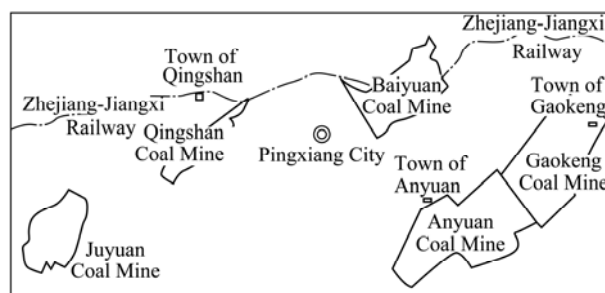 Zhejiang-Jiangxi
Railway
Town of
Qingshan
Baiyuan
Coal Mine
Town of
Gaokeng
Zhejiang-Jiangxi
Railway
Qingshan
Coal Mine
Pingxiang City
Town of
Anyuan
Gaokeng
Coal Mine
Anyuan
Coal Mine
Juyuan
Coal Mine